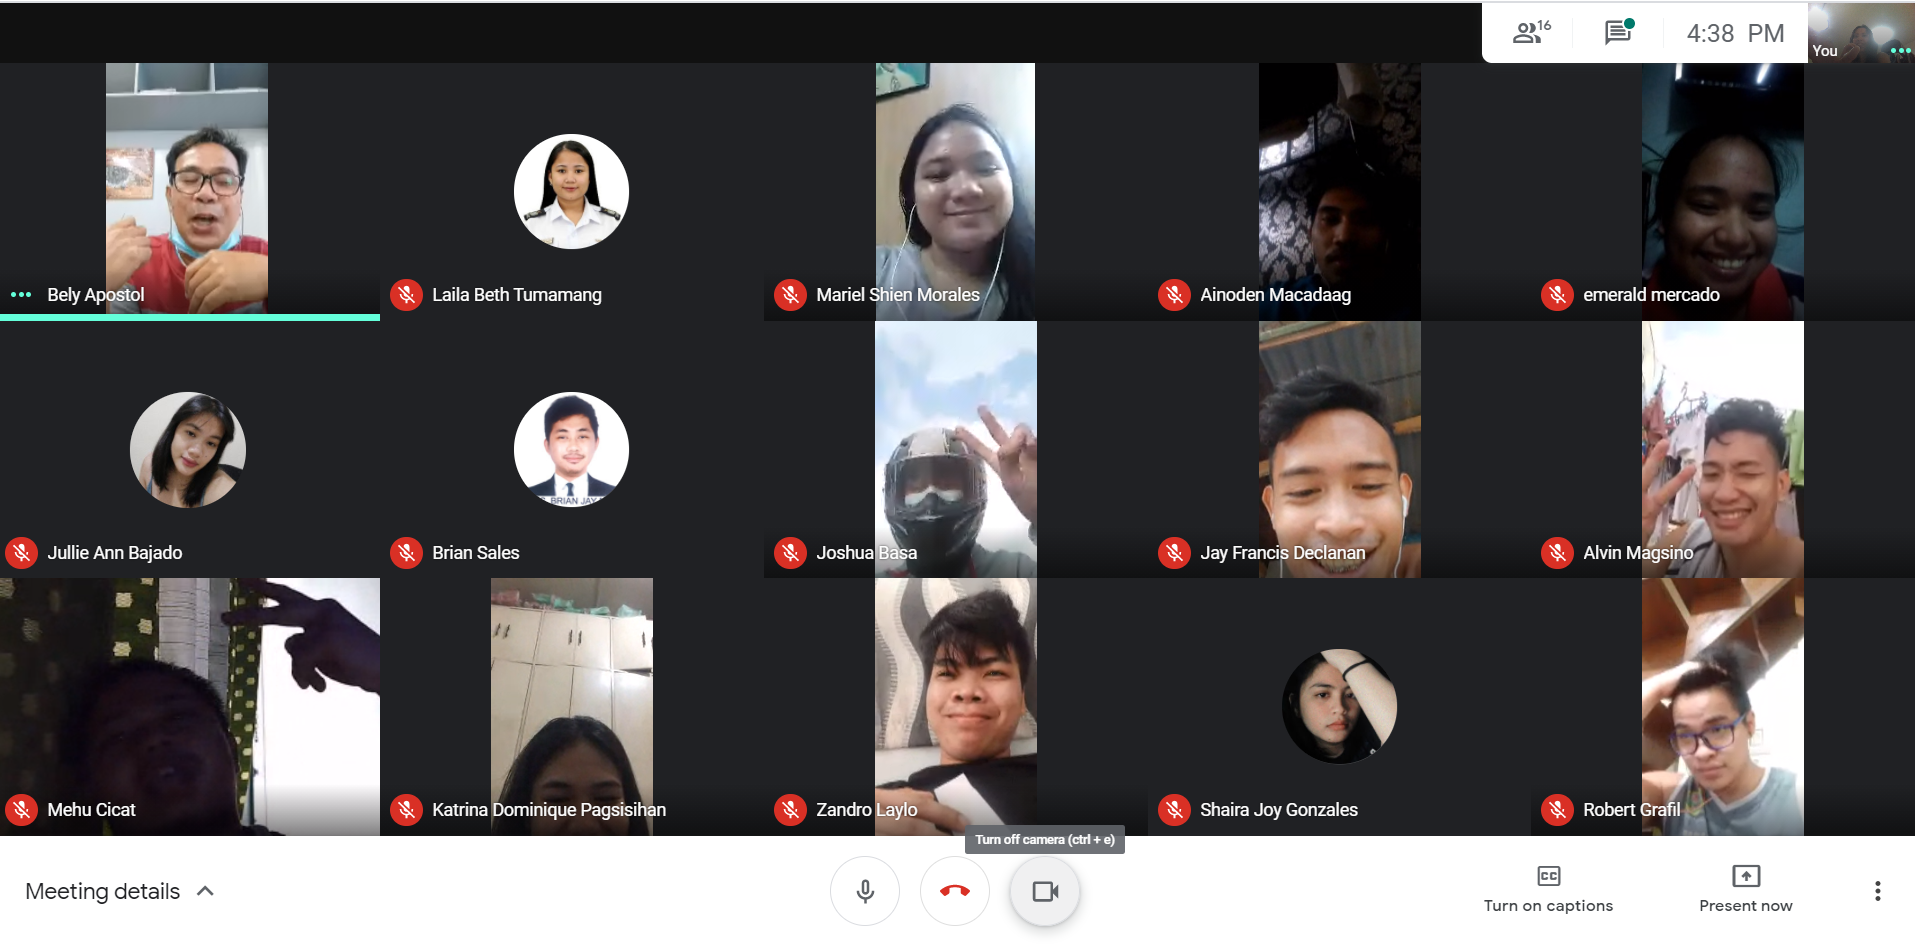 16
4:38 PM
You
Bely Apostol
Laila Beth Tumamang
Mariel Shien Morales
Ainoden Macadaag
emerald mercado
BRIAN JAY
Jullie Ann Bajado
Brian Sales
Joshua Basa
Jay Francis Declanan
Alvin Magsino
Mehu Cicat
Katrina Dominique Pagsisihan
Zandro Laylo
Shaira Joy Gonzales
Robert Grafil
Turn off camera (ctrl + e)
Meeting details
CC
Turn on captions
Present now